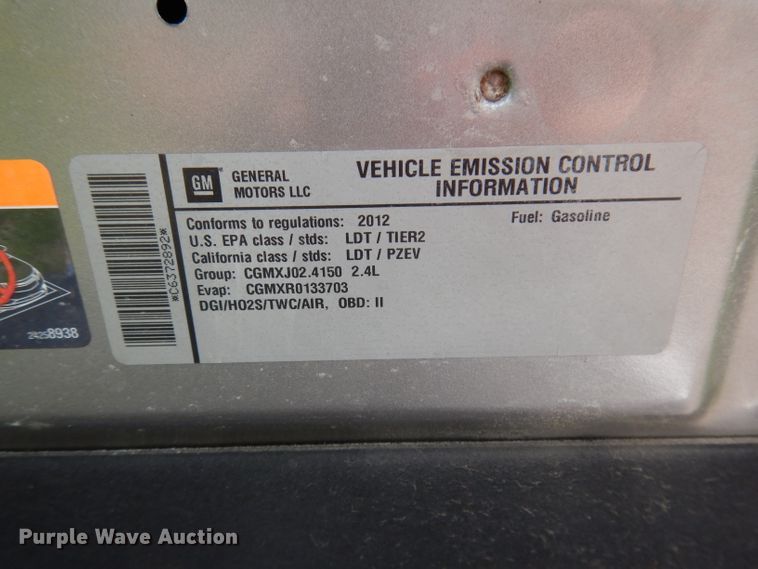 GM
GENERAL
MOTORS LLC
VEHICLE EMISSION CONTROL
INFORMATION
Conforms to regulations: 2012
Fuel: Gasoline
U.S. EPA class / stds: LDT / TIER2
California class / stds: LDT / PZEV
Group: CGMXJ02.4150 2.4L
Evap: CGMXR0133703
DGI/HO2S/TWC/AIR, OBD: II
*C6372892*
24258938
Purple Wave Auction